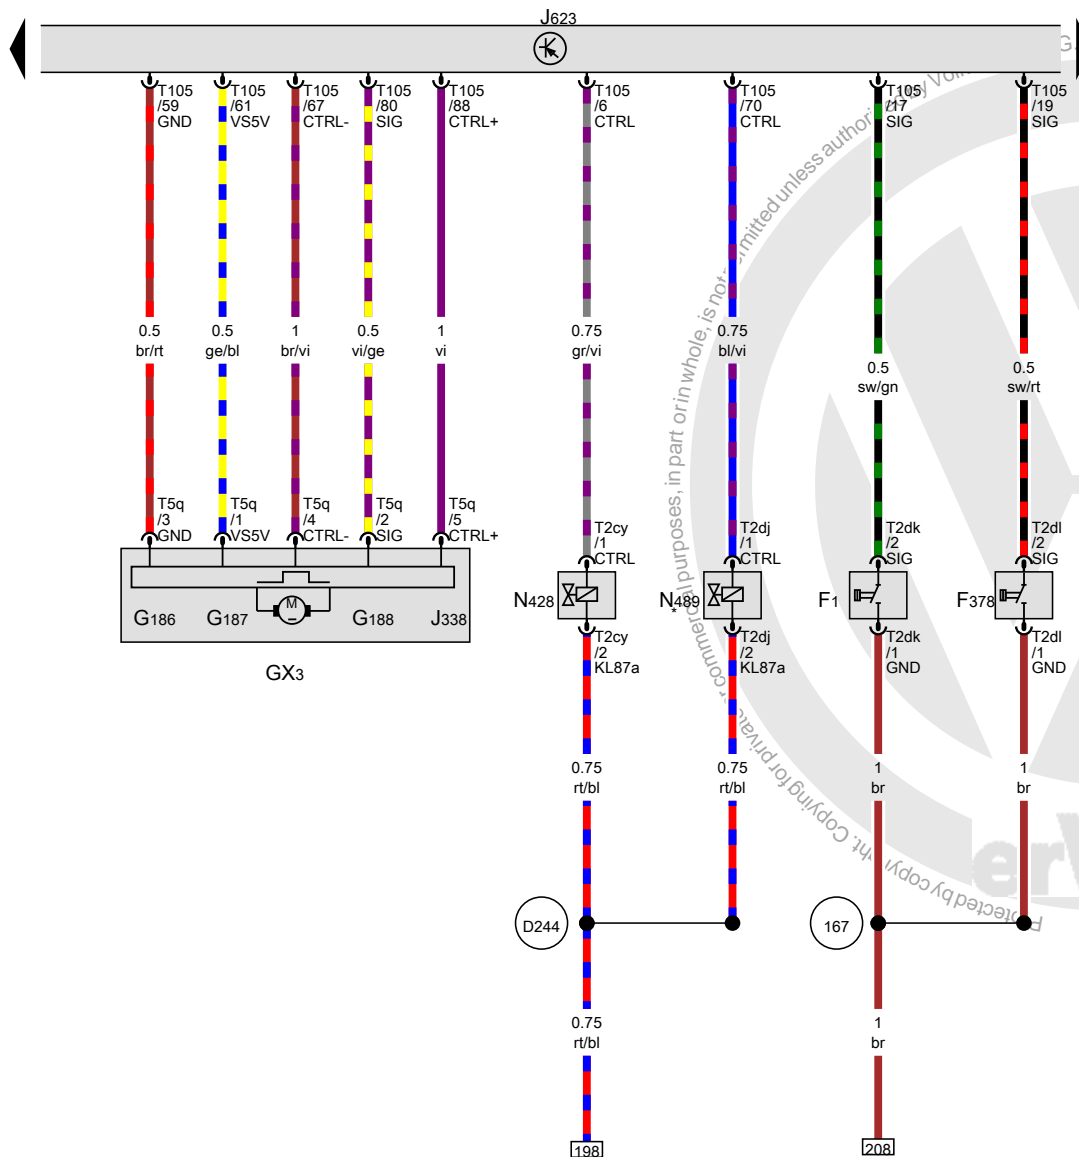 J623
T105
/59
GND
T105
/61
VS5V
T105
/67
CTRL-
T105
/80
SIG
T105
/88
CTRL+
T105
/6
CTRL
T105
/70
CTRL
T105
/17
SIG
T105
/19
SIG
0.5
br/rt
0.5
ge/bl
1
br/vi
0.5
vi/ge
1
vi
0.75
gr/vi
0.75
bl/vi
0.5
sw/gn
0.5
sw/rt
T5q
/3
GND
T5q
/1
VS5V
T5q
/4
CTRL-
T5q
/2
SIG
T5q
/5
CTRL+
T2cy
/1
CTRL
T2dj
/1
CTRL
T2dk
/2
SIG
T2dl
/2
SIG
M
G186
G187
G188
J338
GX3
N428
N489
*
F1
F378
T2cy
/2
KL87a
T2dj
/2
KL87a
T2dk
/1
GND
T2dl
/1
GND
0.75
rt/bl
0.75
rt/bl
1
br
1
br
D244
167
0.75
rt/bl
1
br
198
208
Protected by copyright. Copying for private or commercial purposes, in part or in whole, is not permitted unless authorised by Vol
G.